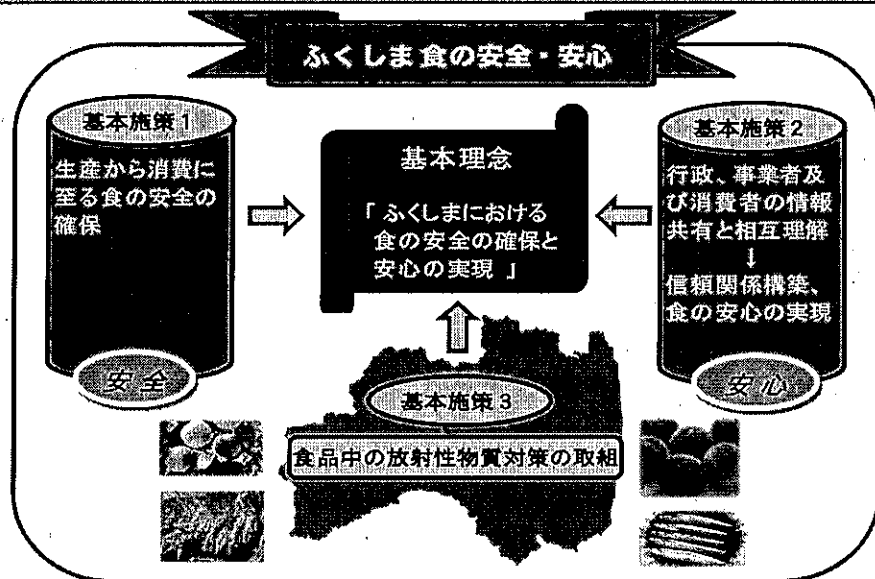 ふくしま食の安全・安心
基本施策1
生産から消費に
至る食の安全の
確保
安全
基本理念
「ふくしまにおける
食の安全の確保と
安心の実現」
基本施策2
行政、事業者及
び消費者の情報
共有と相互理解
↓
信頼関係構築、
食の安心の実現
安心
基本施策3
食品中の放射性物質対策の取組